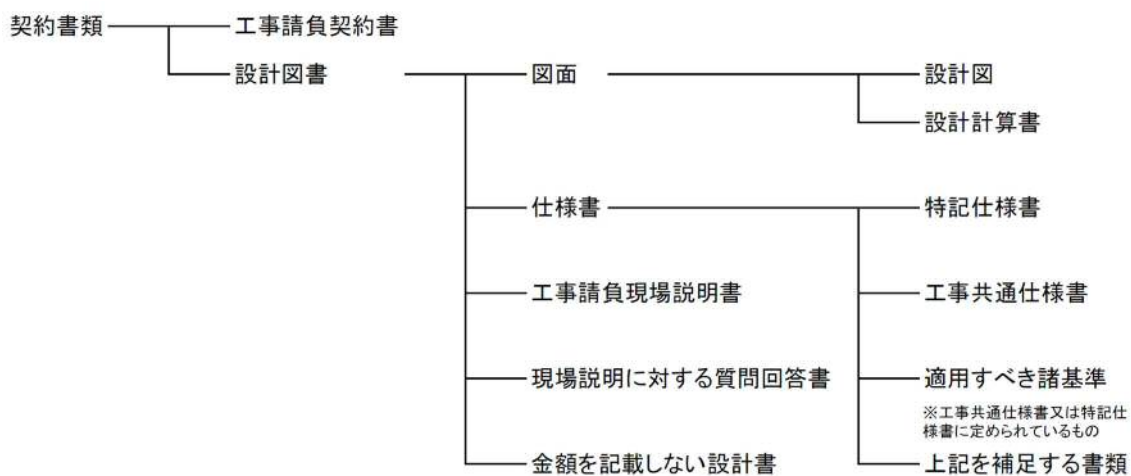 契約書類
工事請負契約書
設計図書
図面
設計図
設計計算書
仕様書
特記仕様書
工事請負現場説明書
工事共通仕様書
現場説明に対する質問回答書
適用すべき諸基準
※工事共通仕様書又は特記仕
様書に定められているもの
金額を記載しない設計書
上記を補足する書類